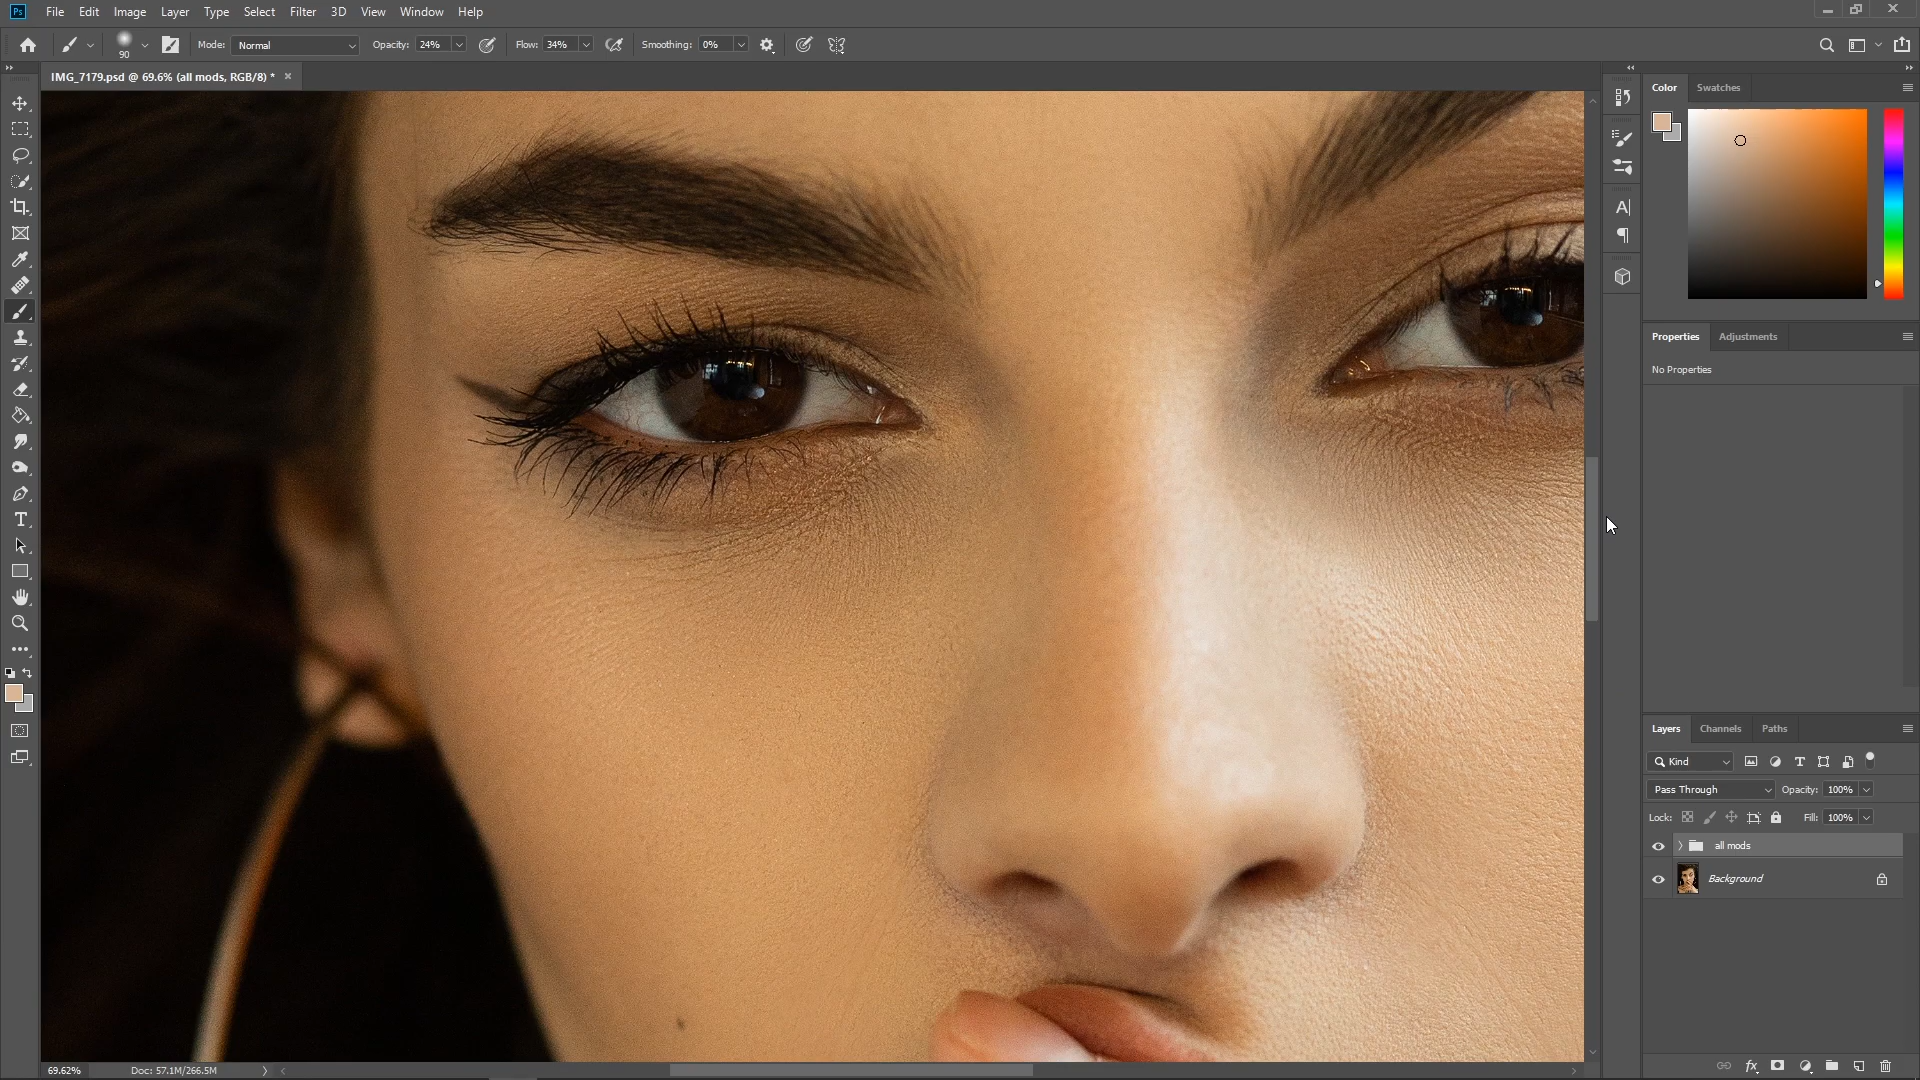 Ps File Edit Image Layer Type Select Filter 3D View Window Help
90 Mode: Normal Opacity: 24% Flow: 34% Smoothing: 0%
IMG_7179.psd @ 69.6% (all mods, RGB/8) * ×
Color Swatches
Properties Adjustments
No Properties
Layers Channels Paths
Kind
Pass Through Opacity: 100%
Lock: Fill: 100%
all mods
Background
fx
69.62% Doc: 57.1M/266.5M